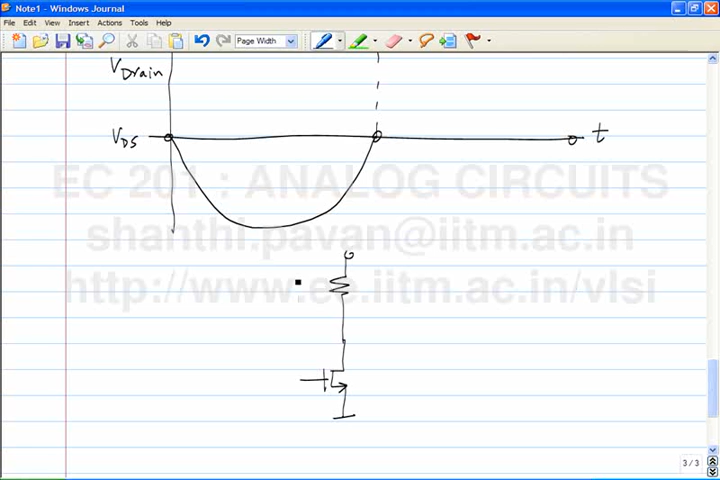 Note1 - Windows Journal
File Edit View Insert Actions Tools Help
Page Width
VDrain
VDS
t
EC 201 : ANALOG CIRCUITS
shanthi.pavan@iitm.ac.in
http://www.ee.iitm.ac.in/vlsi
3 / 3